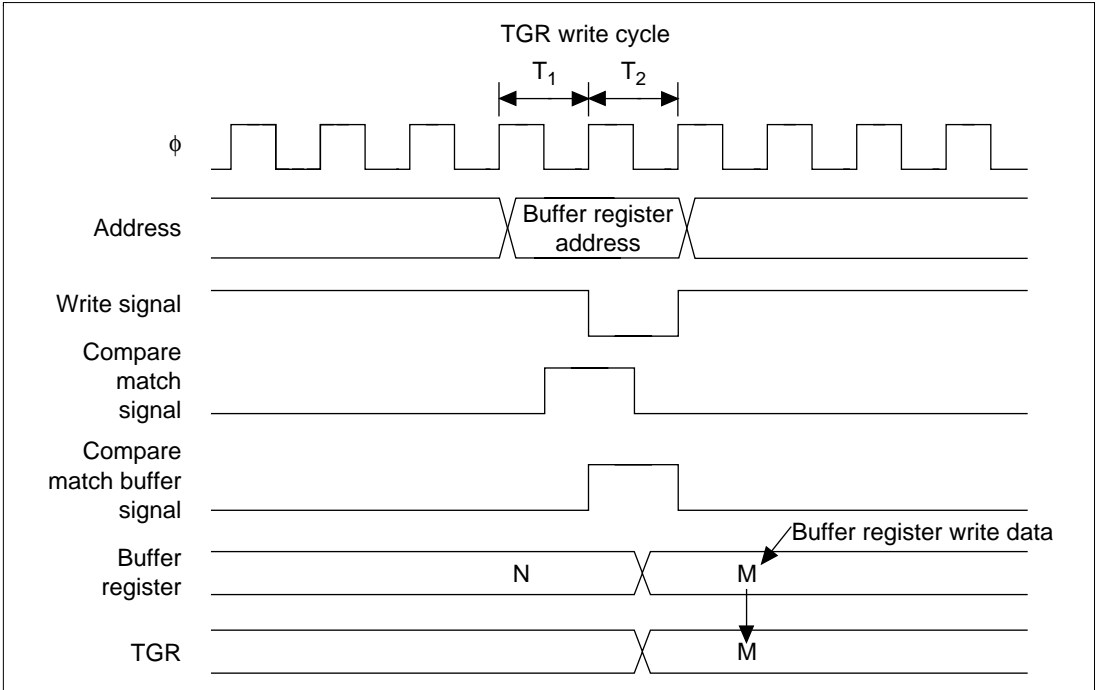 TGR write cycle
T1 T2
ϕ
Address
Buffer register
address
Write signal
Compare
match
signal
Compare
match buffer
signal
Buffer register write data
Buffer
register
N M
TGR
M